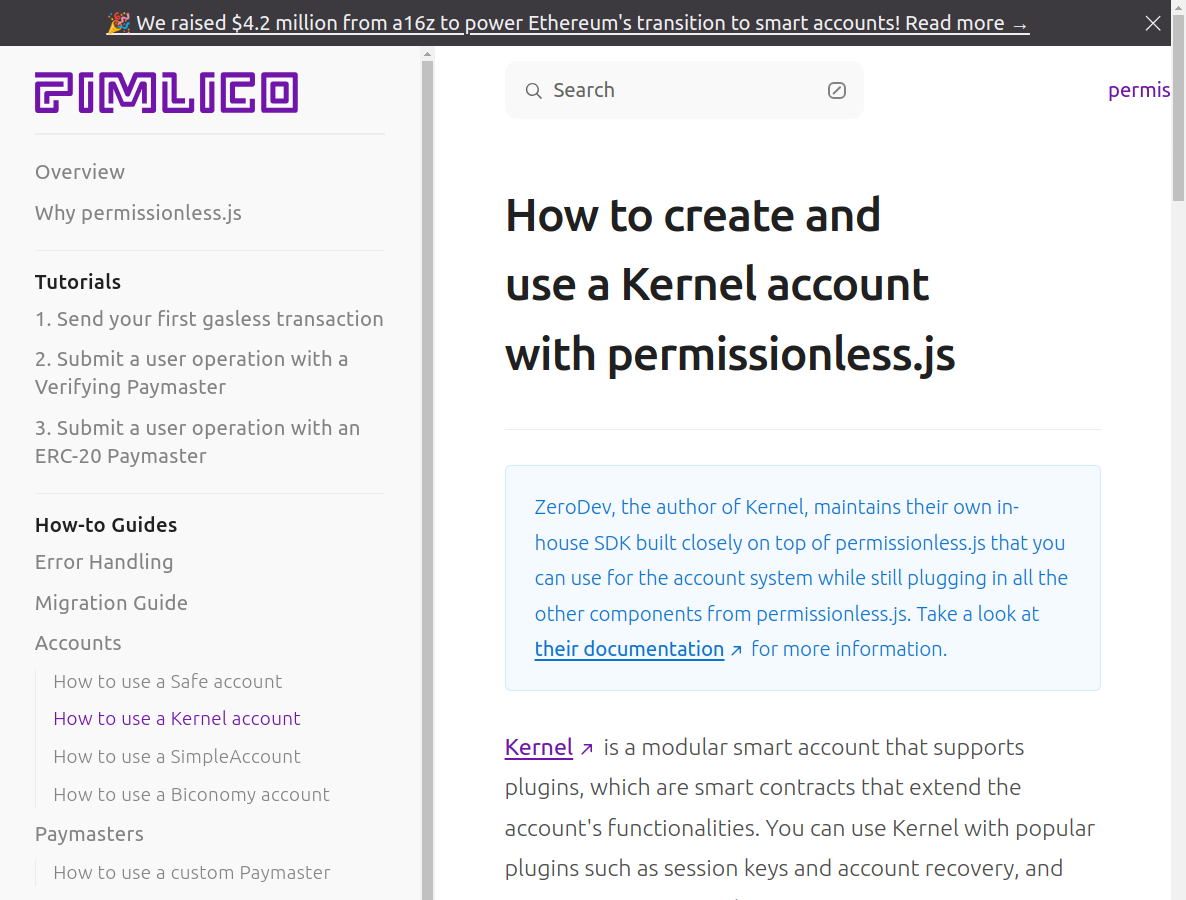 🎉 We raised $4.2 million from a16z to power Ethereum's transition to smart accounts! Read more →
PIMLICO
Overview
Why permissionless.js
Tutorials
1. Send your first gasless transaction
2. Submit a user operation with a
Verifying Paymaster
3. Submit a user operation with an
ERC-20 Paymaster
How-to Guides
Error Handling
Migration Guide
Accounts
How to use a Safe account
How to use a Kernel account
How to use a SimpleAccount
How to use a Biconomy account
Paymasters
How to use a custom Paymaster
Search
permis
How to create and
use a Kernel account
with permissionless.js
ZeroDev, the author of Kernel, maintains their own in-
house SDK built closely on top of permissionless.js that you
can use for the account system while still plugging in all the
other components from permissionless.js. Take a look at
their documentation ↗ for more information.
Kernel ↗ is a modular smart account that supports
plugins, which are smart contracts that extend the
account's functionalities. You can use Kernel with popular
plugins such as session keys and account recovery, and